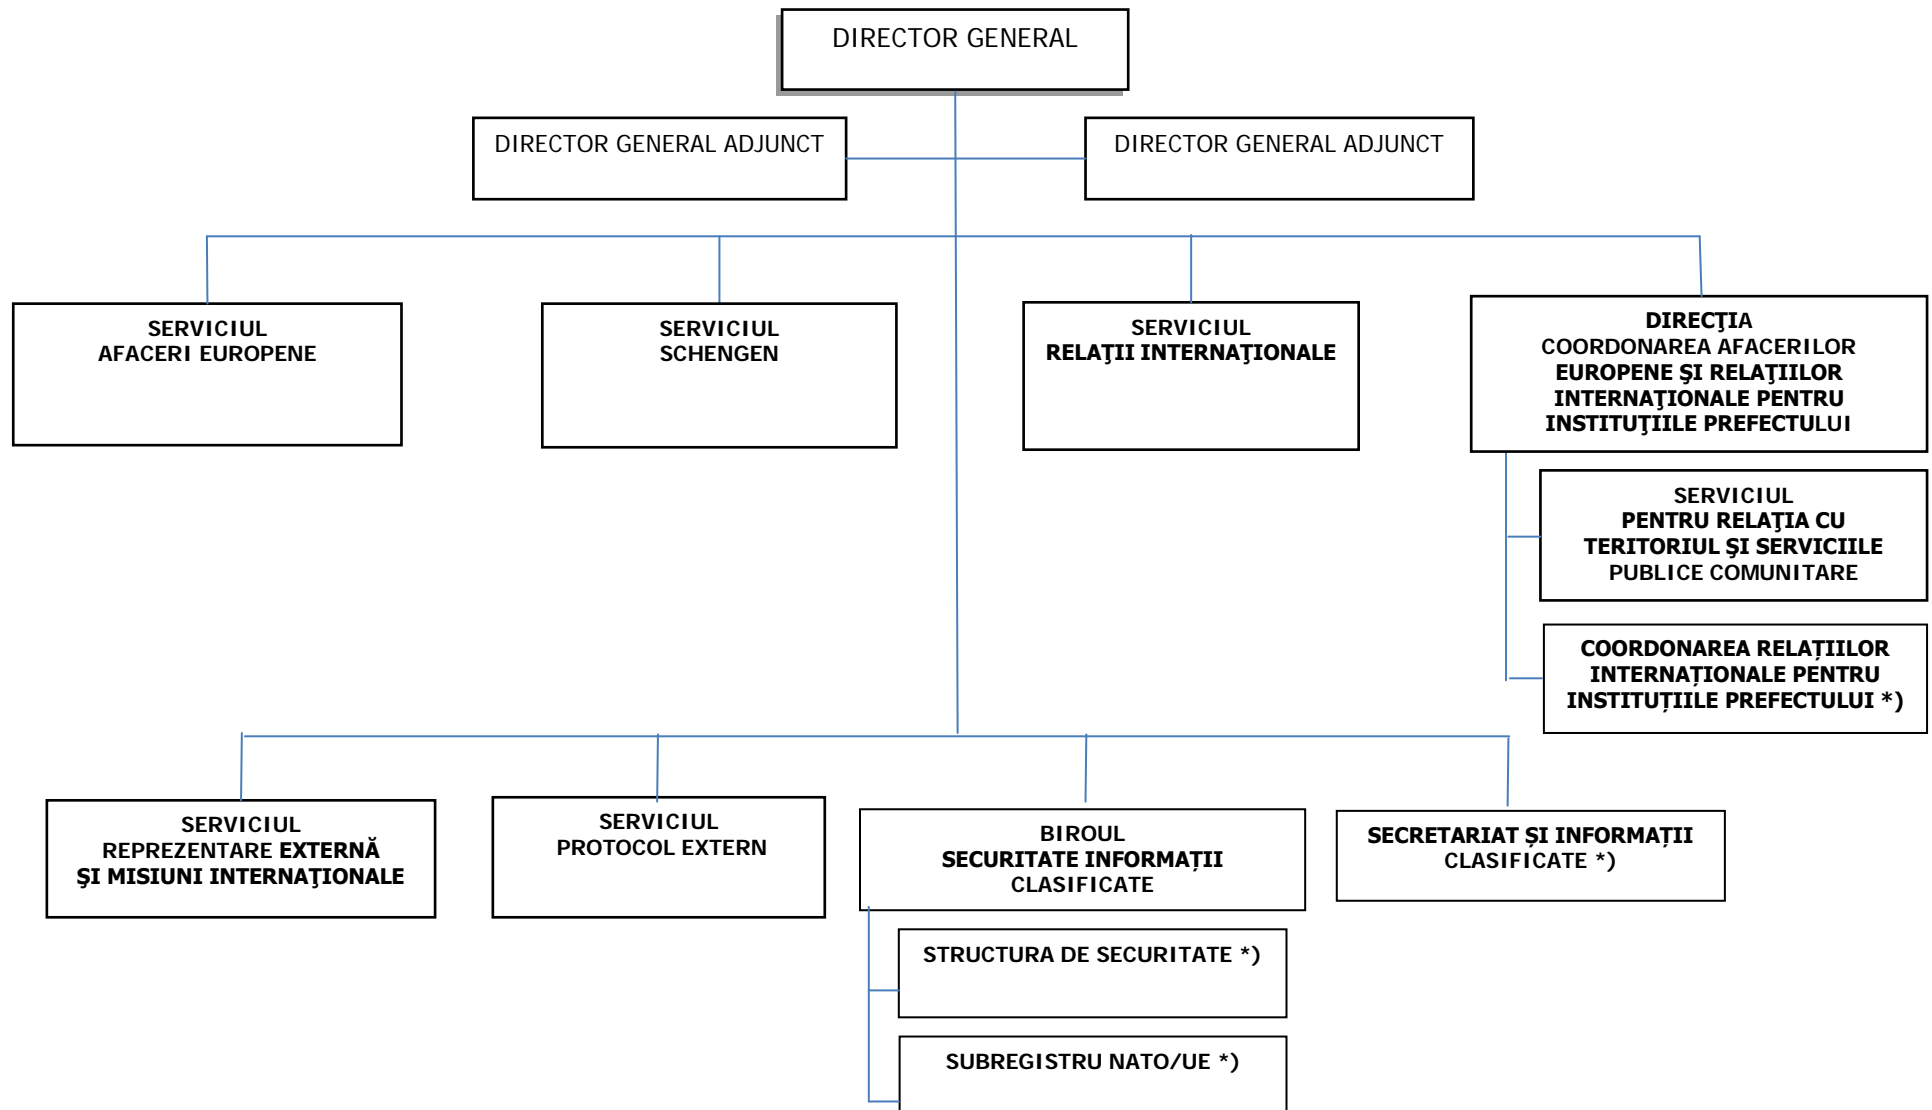 DIRECTOR GENERAL
DIRECTOR GENERAL ADJUNCT
DIRECTOR GENERAL ADJUNCT
SERVICIUL
AFACERI EUROPENE
SERVICIUL
SCHENGEN
SERVICIUL
RELAŢII INTERNAŢIONALE
DIRECŢIA
COORDONAREA AFACERILOR
EUROPENE ŞI RELAŢIILOR
INTERNAŢIONALE PENTRU
INSTITUŢIILE PREFECTULUI
SERVICIUL
PENTRU RELAŢIA CU
TERITORIUL ŞI SERVICIILE
PUBLICE COMUNITARE
COORDONAREA RELAȚIILOR
INTERNAȚIONALE PENTRU
INSTITUȚIILE PREFECTULUI *)
SERVICIUL
REPREZENTARE EXTERNĂ
ŞI MISIUNI INTERNAŢIONALE
SERVICIUL
PROTOCOL EXTERN
BIROUL
SECURITATE INFORMAȚII
CLASIFICATE
SECRETARIAT ȘI INFORMAȚII
CLASIFICATE *)
STRUCTURA DE SECURITATE *)
SUBREGISTRU NATO/UE *)